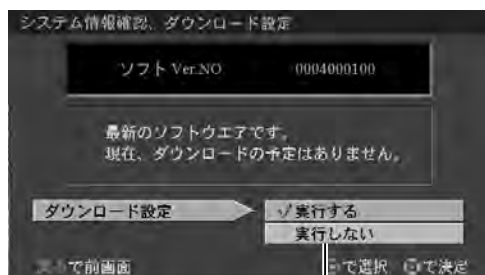 システム情報確認、ダウンロード設定
ソフト Ver.NO 0004000100
最新のソフトウエアです。
現在、ダウンロードの予定はありません。
ダウンロード設定 √実行する
実行しない
で前画面 で選択 で決定